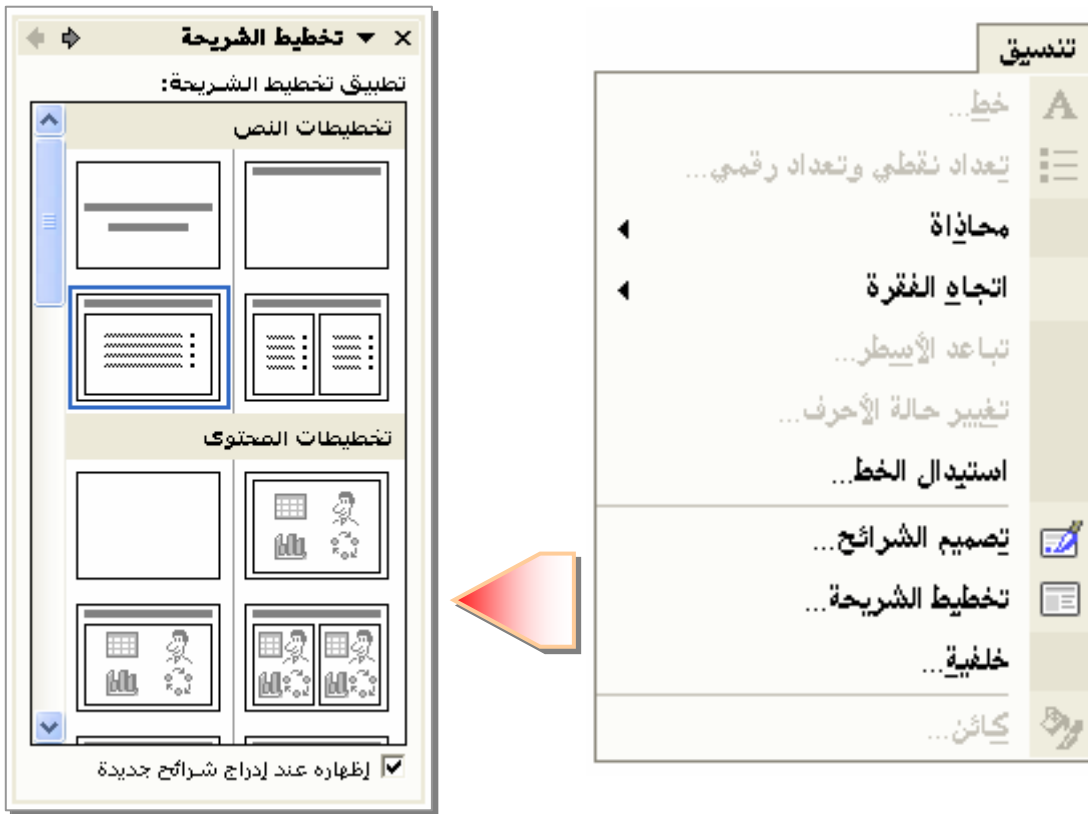 تنسيق
خط...
تعداد نقطي وتعداد رقمي...
محاذاة
اتجاه الفقرة
تباعد الأسطر...
تغيير حالة الأحرف...
استبدال الخط...
تصميم الشرائح...
تخطيط الشريحة...
خلفية...
كائن...
تخطيط الشريحة
تطبيق تخطيط الشريحة:
تخطيطات النص
تخطيطات المحتوى
إظهاره عند إدراج شرائح جديدة